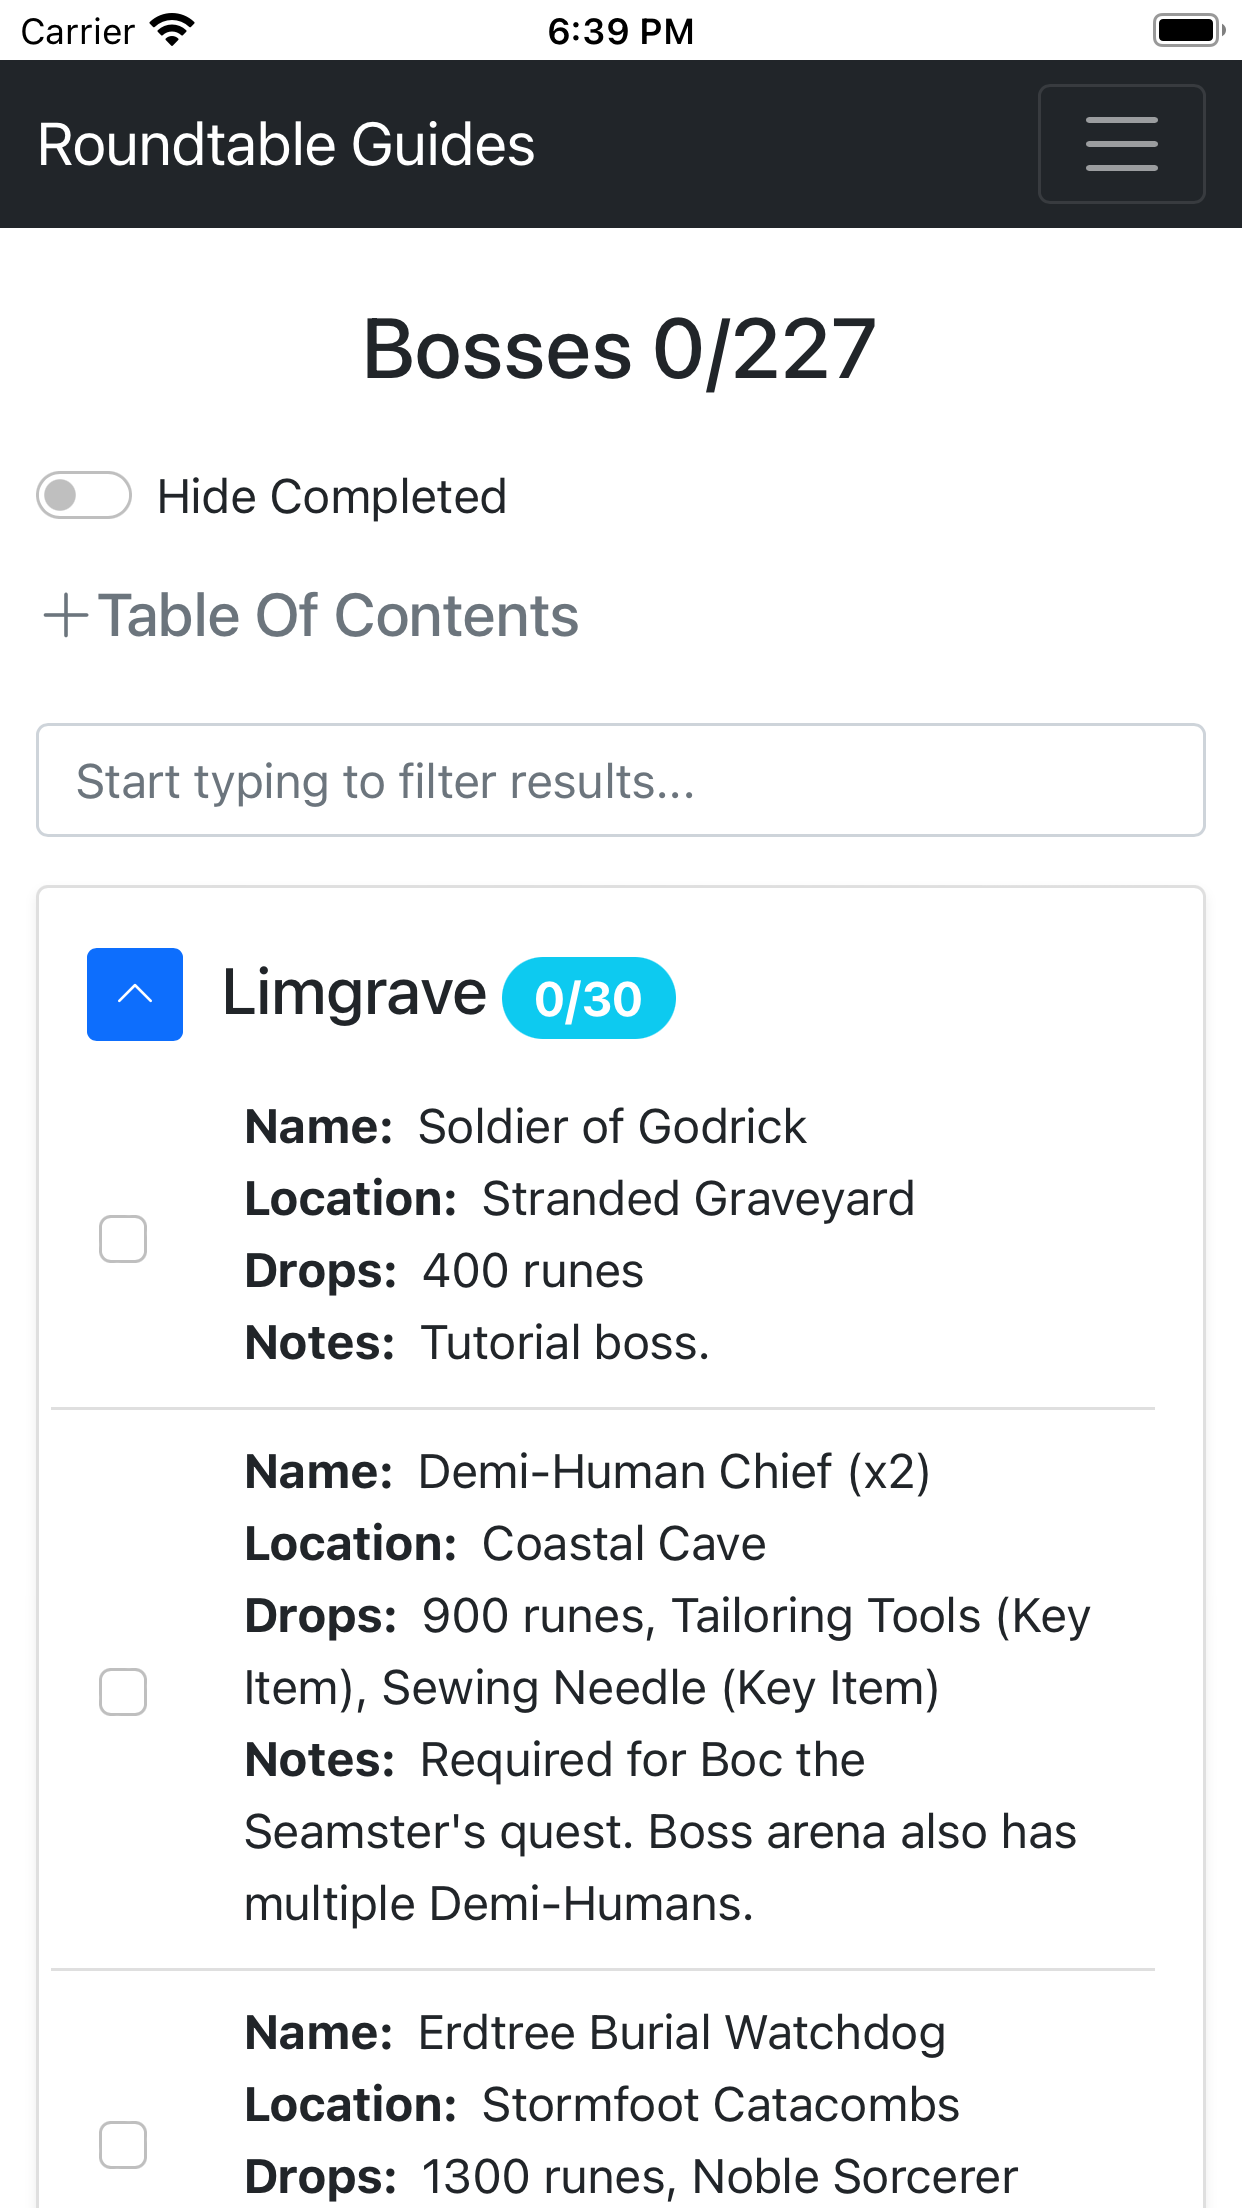 Carrier 6:39 PM
Roundtable Guides
Bosses 0/227
Hide Completed
+Table Of Contents
Start typing to filter results...
Limgrave 0/30
Name: Soldier of Godrick
Location: Stranded Graveyard
Drops: 400 runes
Notes: Tutorial boss.
Name: Demi-Human Chief (x2)
Location: Coastal Cave
Drops: 900 runes, Tailoring Tools (Key
Item), Sewing Needle (Key Item)
Notes: Required for Boc the
Seamster's quest. Boss arena also has
multiple Demi-Humans.
Name: Erdtree Burial Watchdog
Location: Stormfoot Catacombs
Drops: 1300 runes, Noble Sorcerer